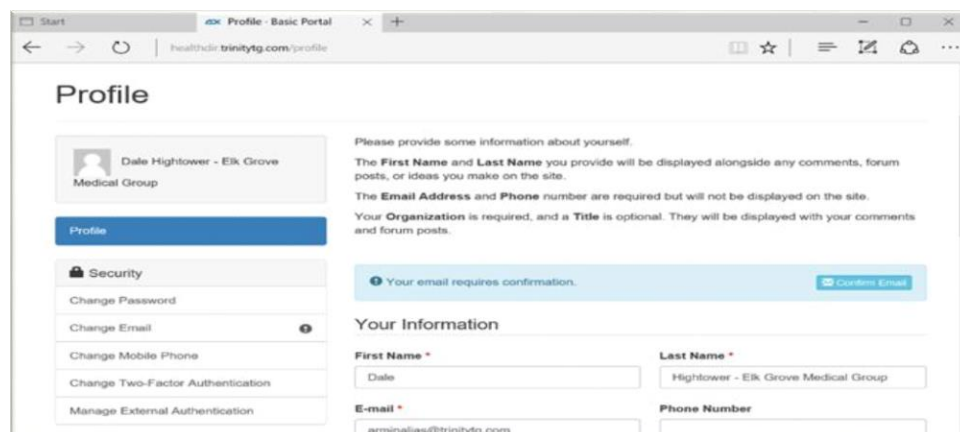 Start
Profile - Basic Portal
healthdir.trinitytg.com/profile
Profile
Dale Hightower - Elk Grove
Medical Group
Profile
Security
Change Password
Change Email
Change Mobile Phone
Change Two-Factor Authentication
Manage External Authentication
Please provide some information about yourself.
The First Name and Last Name you provide will be displayed alongside any comments, forum
posts, or ideas you make on the site.
The Email Address and Phone number are required but will not be displayed on the site.
Your Organization is required, and a Title is optional. They will be displayed with your comments
and forum posts.
Your email requires confirmation.
Confirm Email
Your Information
First Name *
Last Name *
Dale
Hightower - Elk Grove Medical Group
E-mail *
Phone Number
arminalias@trinitytg.com